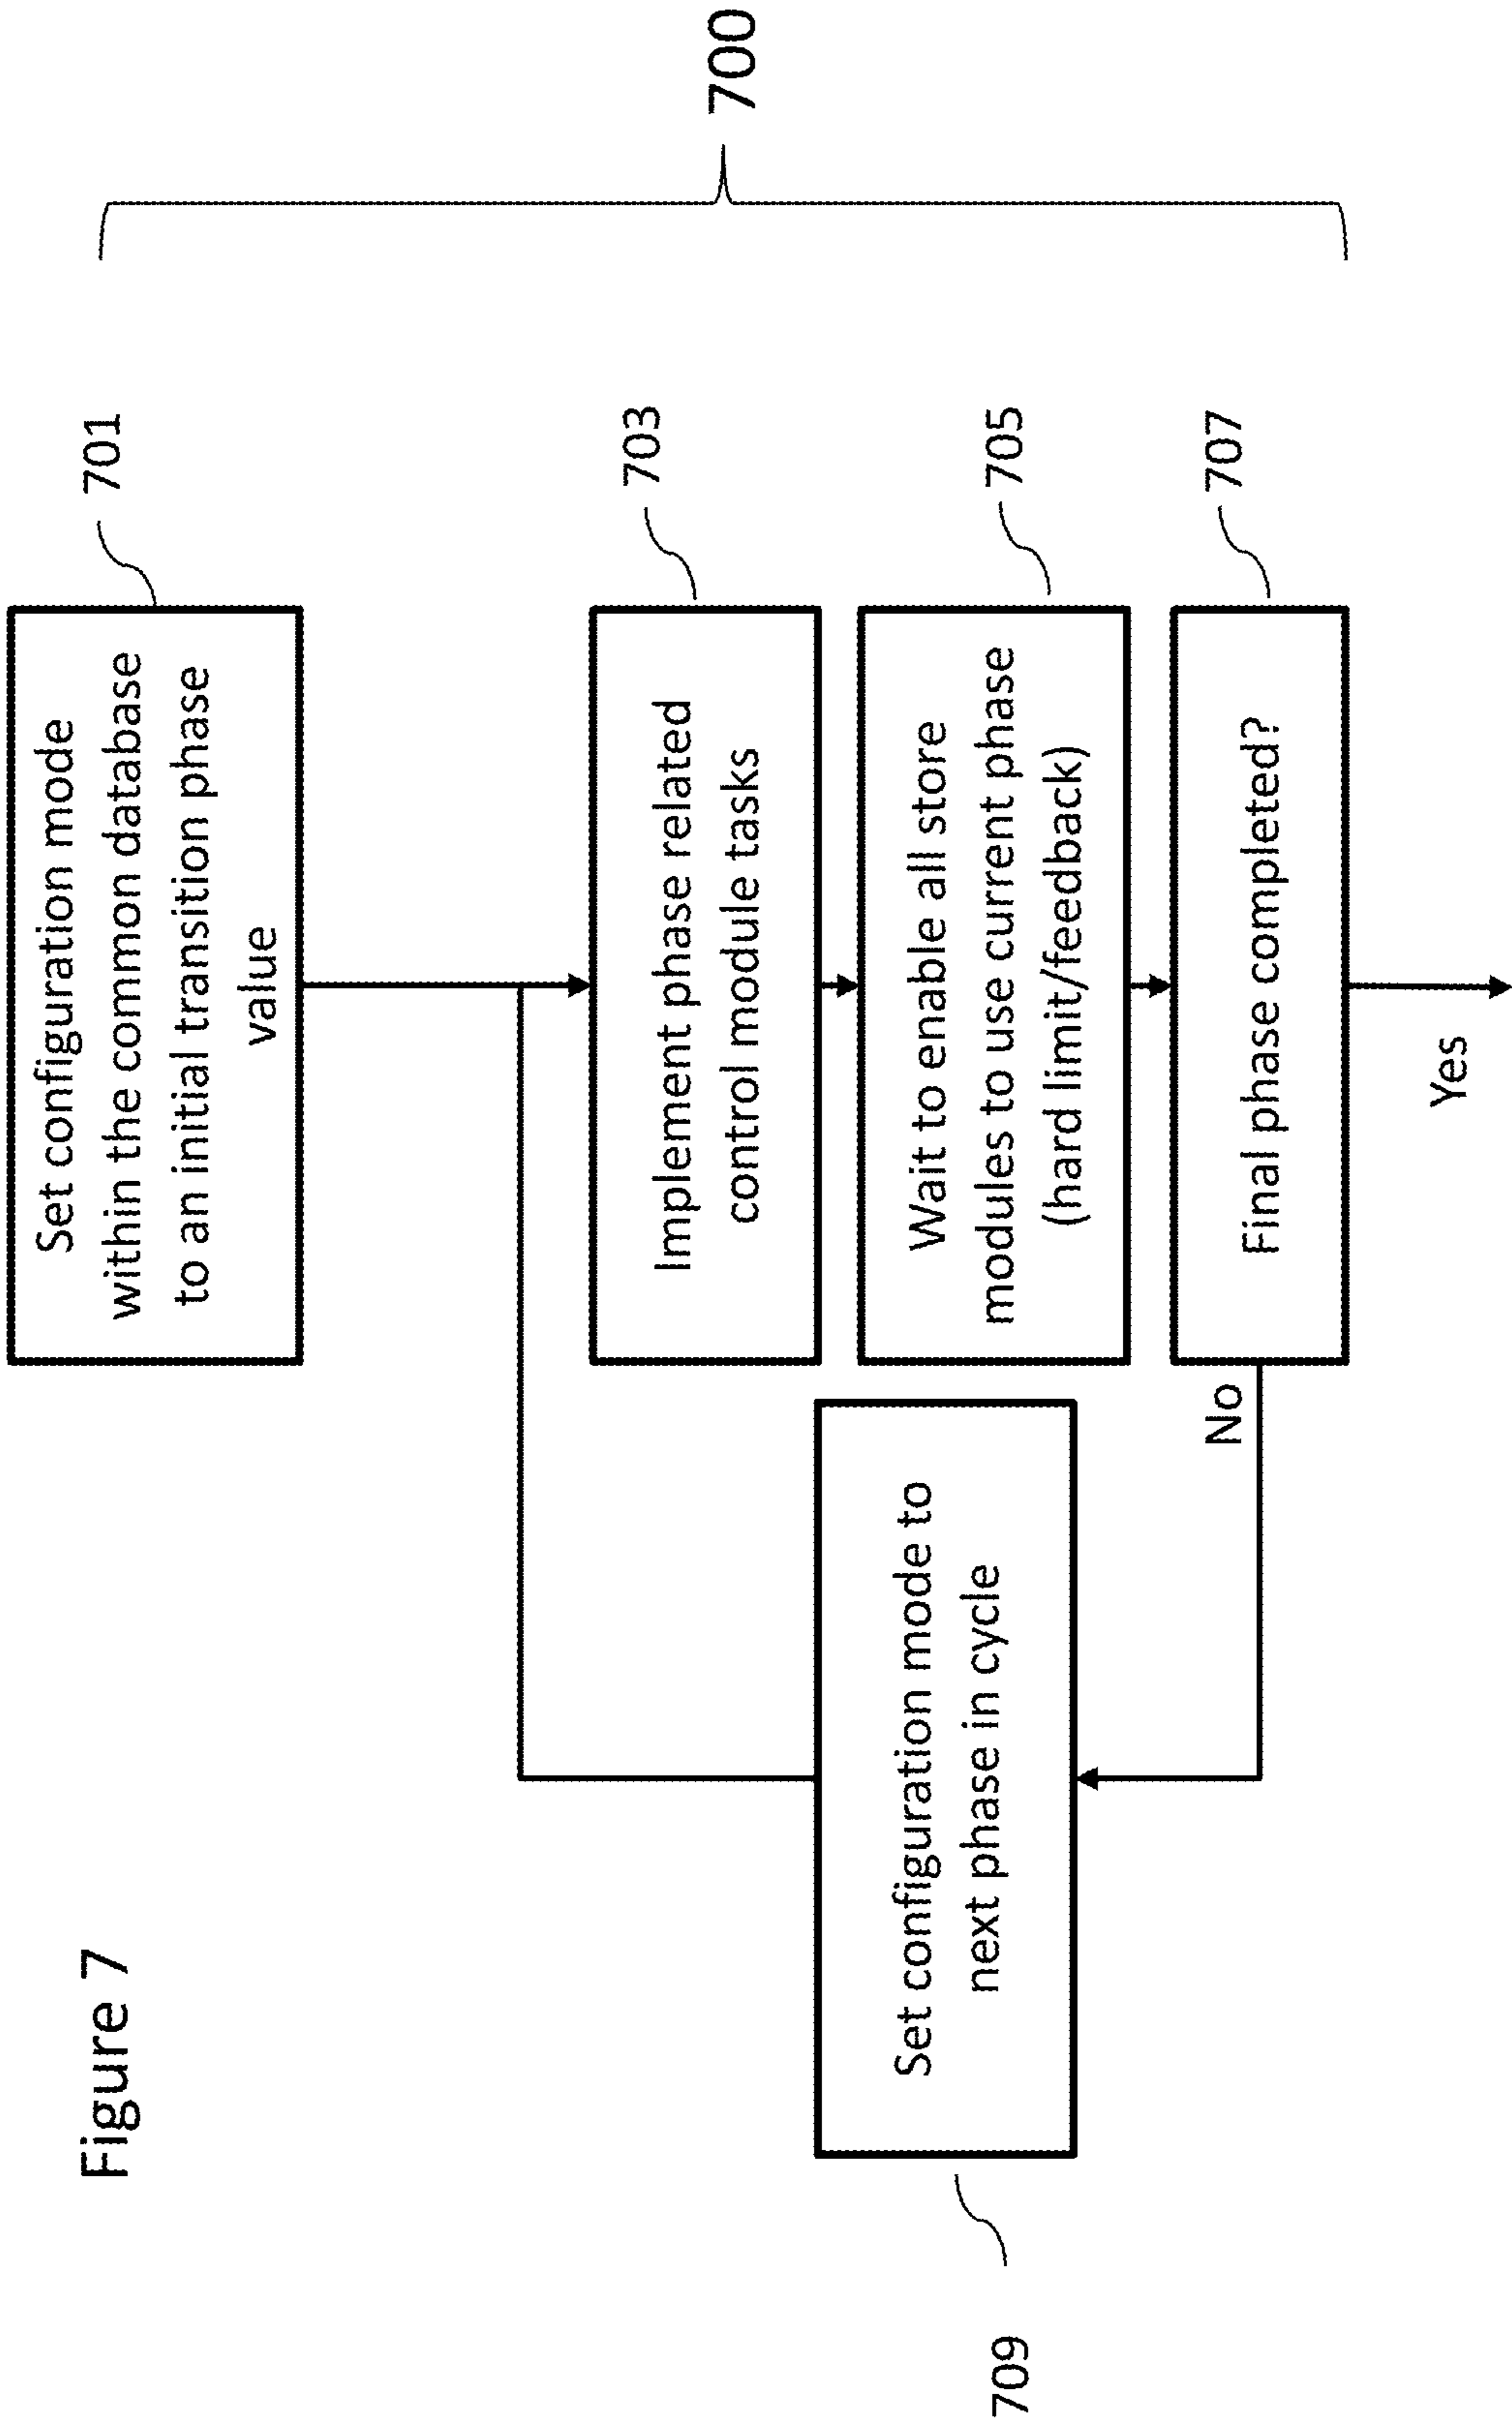 Figure 7
Set configuration mode
within the common database
to an initial transition phase
value
701
Implement phase related
control module tasks
703
Wait to enable all store
modules to use current phase
(hard limit/feedback)
705
Final phase completed?
707
No
Yes
Set configuration mode to
next phase in cycle
709
700